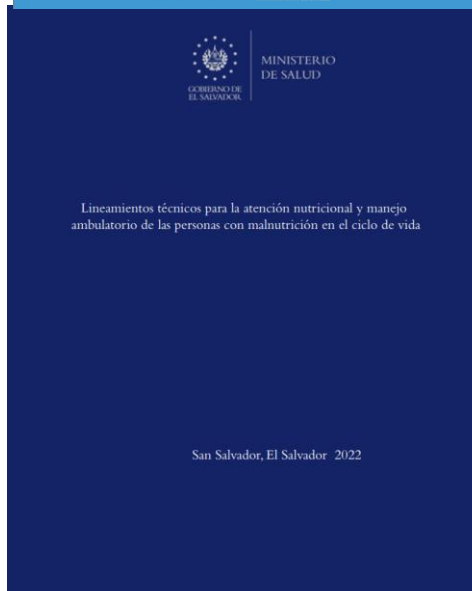 MINISTERIO
DE SALUD
GOBIERNO DE
EL SALVADOR
Lineamientos técnicos para la atención nutricional y manejo
ambulatorio de las personas con malnutrición en el ciclo de vida
San Salvador, El Salvador 2022